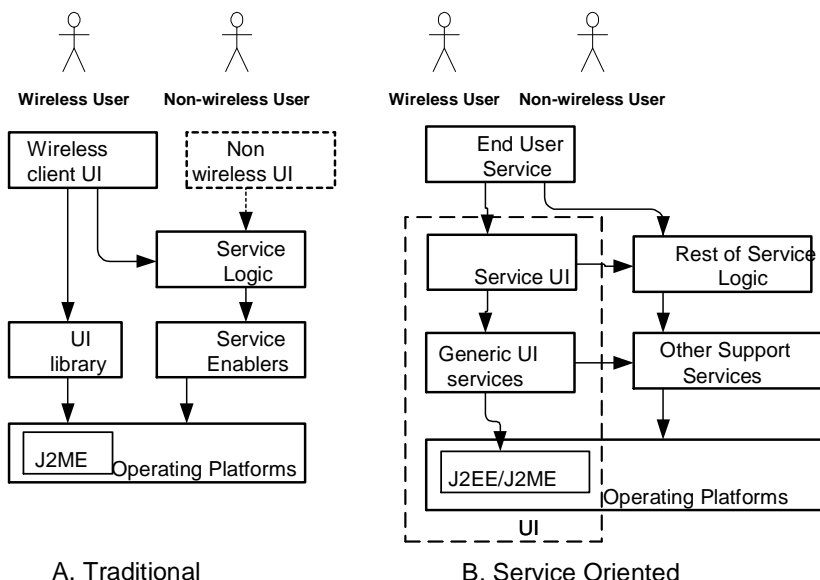 Wireless User
Non-wireless User
Wireless
client UI
Non
wireless UI
Service
Logic
UI
library
Service
Enablers
J2ME
Operating Platforms
A. Traditional
Wireless User
Non-wireless User
End User
Service
Service UI
Rest of Service
Logic
Generic UI
services
Other Support
Services
J2EE/J2ME
Operating Platforms
UI
B. Service Oriented